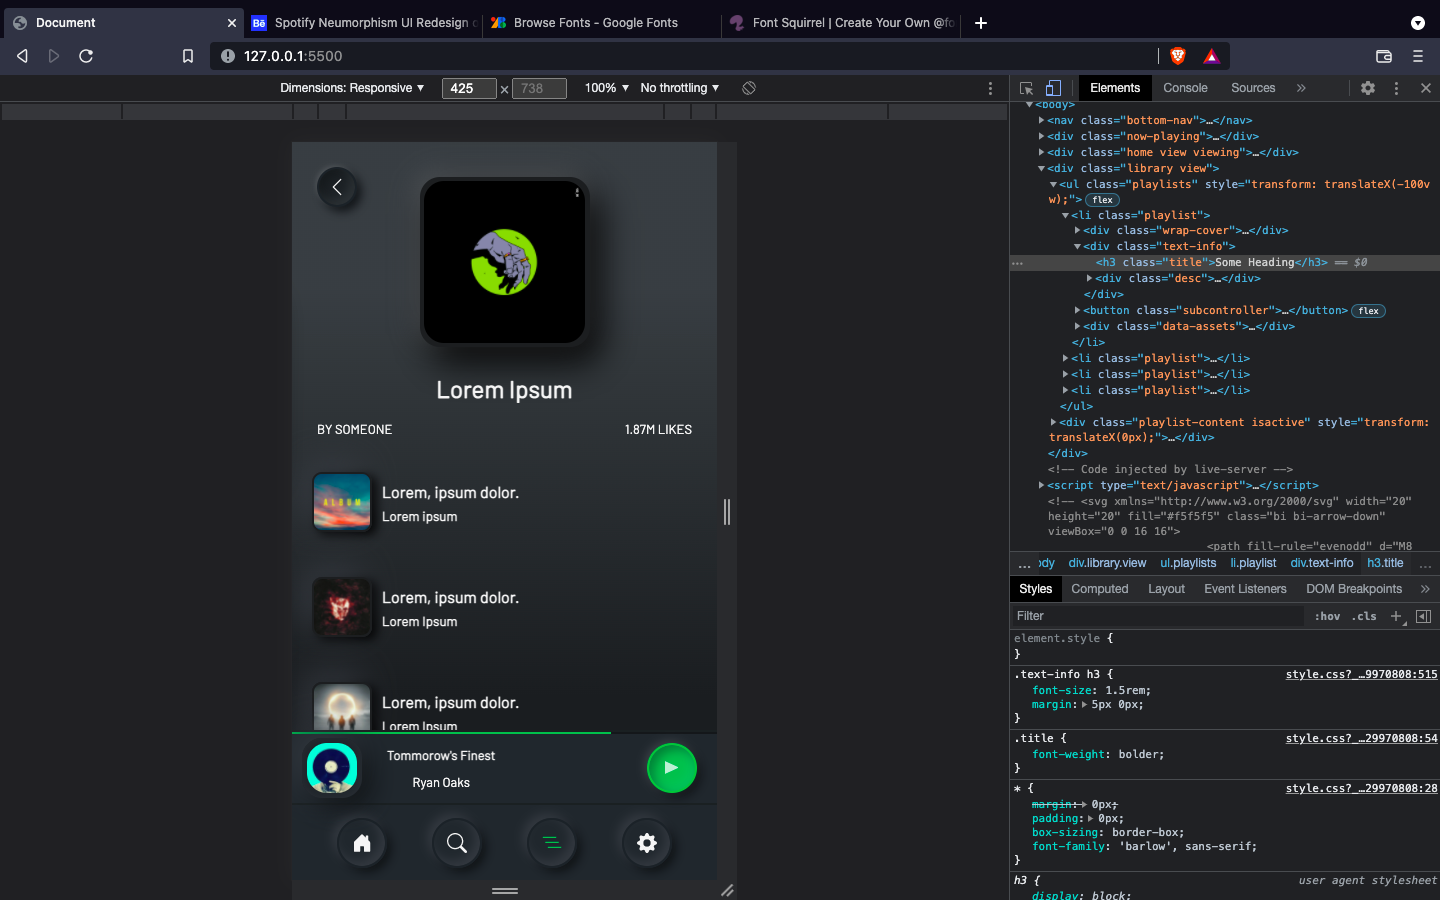 Document
Spotify Neumorphism UI Redesign
Browse Fonts - Google Fonts
Font Squirrel | Create Your Own @fo
127.0.0.1:5500
Dimensions: Responsive
425
738
100%
No throttling
Elements
Console
Sources
<body>
<nav class="bottom-nav">…</nav>
<div class="now-playing">…</div>
<div class="home view viewing">…</div>
<div class="library view">
<ul class="playlists" style="transform: translateX(-100v
w);"> flex
<li class="playlist">
<div class="wrap-cover">…</div>
<div class="text-info">
<h3 class="title">Some Heading</h3> == $0
<div class="desc">…</div>
</div>
<button class="subcontroller">…</button> flex
<div class="data-assets">…</div>
</li>
<li class="playlist">…</li>
<li class="playlist">…</li>
<li class="playlist">…</li>
</ul>
<div class="playlist-content isactive" style="transform:
translateX(0px);">…</div>
</div>
<!-- Code injected by live-server -->
<script type="text/javascript">…</script>
<!-- <svg xmlns="http://www.w3.org/2000/svg" width="20"
height="20" fill="#f5f5f5" class="bi bi-arrow-down"
viewBox="0 0 16 16">
<path fill-rule="evenodd" d="M8
... ody div.library.view ul.playlists li.playlist div.text-info h3.title ...
Styles
Computed
Layout
Event Listeners
DOM Breakpoints
Filter
:hov .cls
element.style {
}
.text-info h3 { style.css?_…9970808:515
font-size: 1.5rem;
margin: 5px 0px;
}
.title { style.css?_…29970808:54
font-weight: bolder;
}
* { style.css?_…29970808:28
margin: 0px;
padding: 0px;
box-sizing: border-box;
font-family: 'barlow', sans-serif;
}
h3 { user agent stylesheet
display: block;
Lorem Ipsum
BY SOMEONE
1.87M LIKES
ALBUM
Lorem, ipsum dolor.
Lorem ipsum
Lorem, ipsum dolor.
Lorem Ipsum
Lorem, ipsum dolor.
Lorem Ipsum
Tommorow's Finest
Ryan Oaks